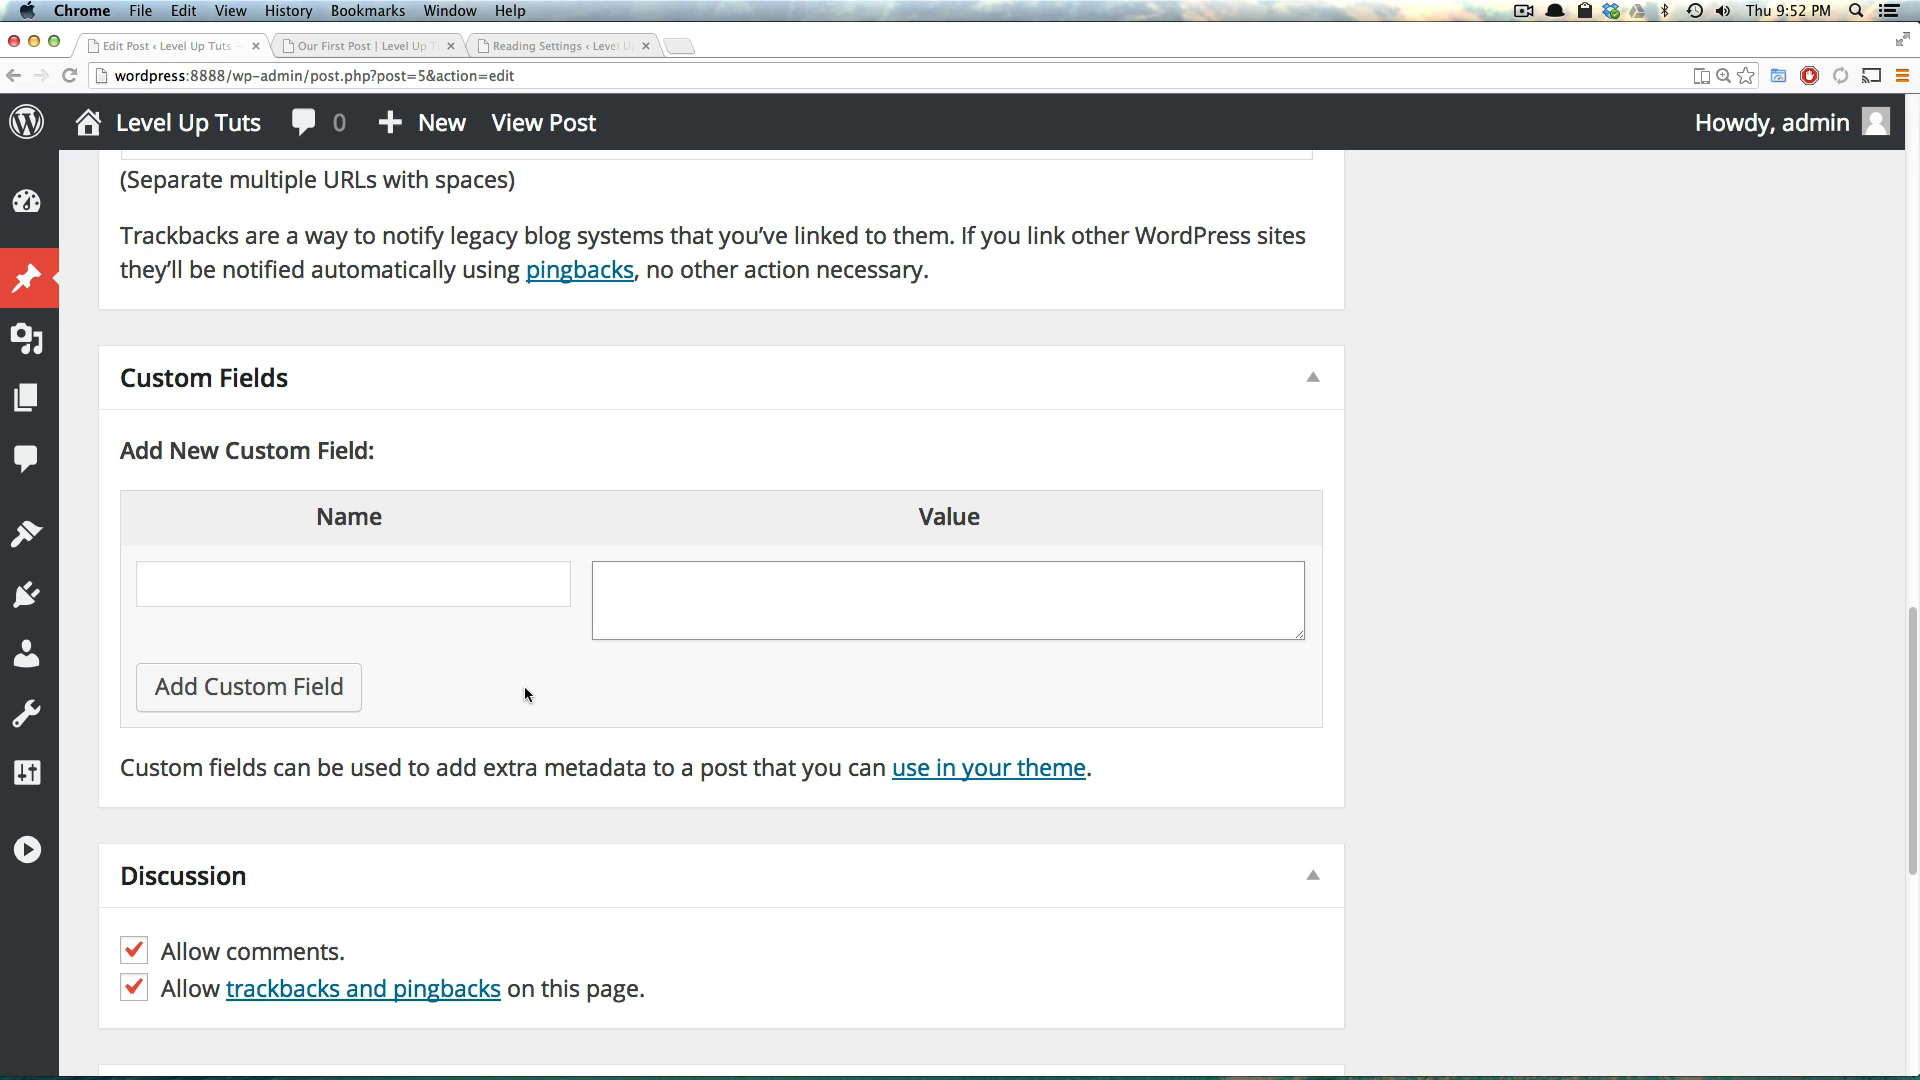 Chrome File Edit View History Bookmarks Window Help Thu 9:52 PM
Edit Post ‹ Level Up Tuts Our First Post | Level Up T Reading Settings ‹ Level U
wordpress:8888/wp-admin/post.php?post=5&action=edit
Level Up Tuts 0 New View Post Howdy, admin
(Separate multiple URLs with spaces)
Trackbacks are a way to notify legacy blog systems that you’ve linked to them. If you link other WordPress sites
they’ll be notified automatically using pingbacks, no other action necessary.
Custom Fields
Add New Custom Field:
Name Value
Add Custom Field
Custom fields can be used to add extra metadata to a post that you can use in your theme.
Discussion
Allow comments.
Allow trackbacks and pingbacks on this page.